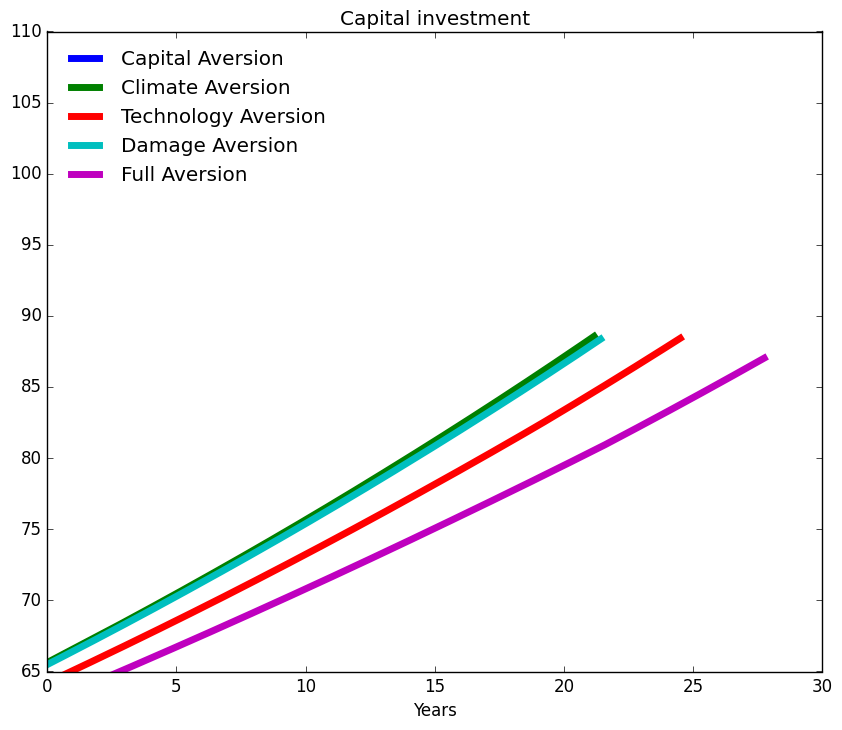 Capital investment
110
105
100
95
90
85
80
75
70
65
Capital Aversion
Climate Aversion
Technology Aversion
Damage Aversion
Full Aversion
0 5 10 15 20 25 30
Years